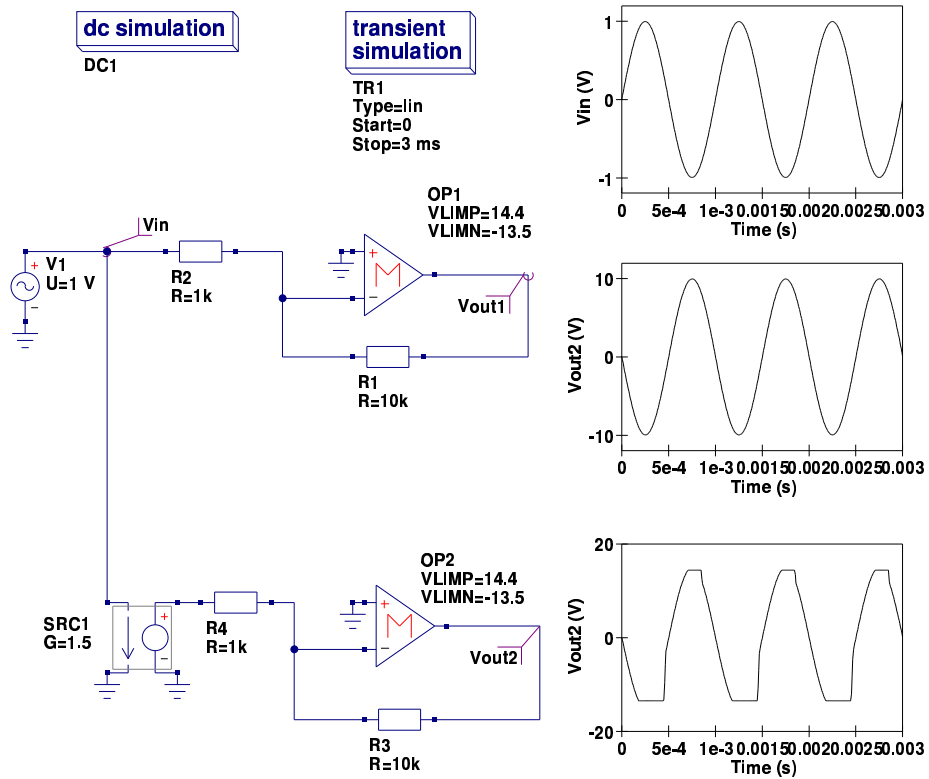 dc simulation
DC1
transient
simulation
TR1
Type=lin
Start=0
Stop=3 ms
Vin
V1
U=1 V
+
−
R2
R=1k
OP1
VLIMP=14.4
VLIMN=-13.5
+
−
Vout1
R1
R=10k
SRC1
G=1.5
+
−
R4
R=1k
OP2
VLIMP=14.4
VLIMN=-13.5
+
−
Vout2
R3
R=10k
Vin (V)
1
0
-1
0 5e-4 1e-3 0.0015 0.002 0.0025 0.003
Time (s)
Vout2 (V)
10
0
-10
0 5e-4 1e-3 0.0015 0.002 0.0025 0.003
Time (s)
Vout2 (V)
20
0
-20
0 5e-4 1e-3 0.0015 0.002 0.0025 0.003
Time (s)